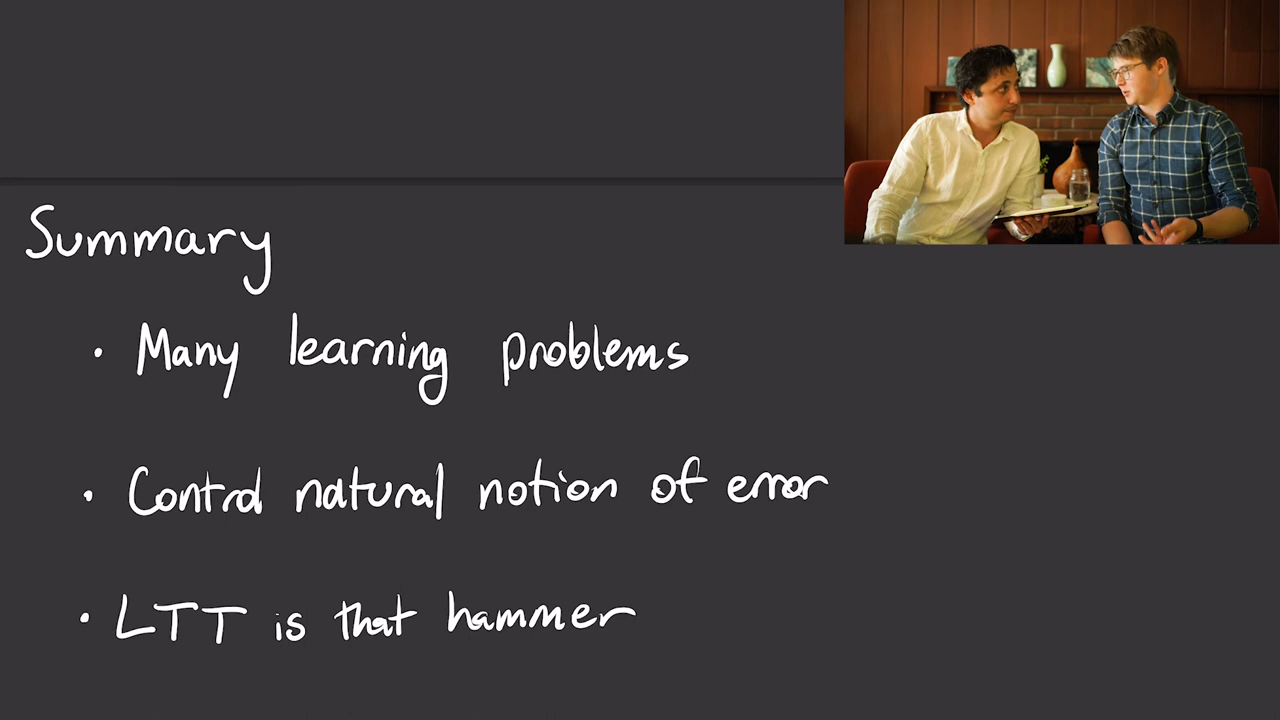 Summary
• Many learning problems
• Control natural notion of error
• LTT is that hammer